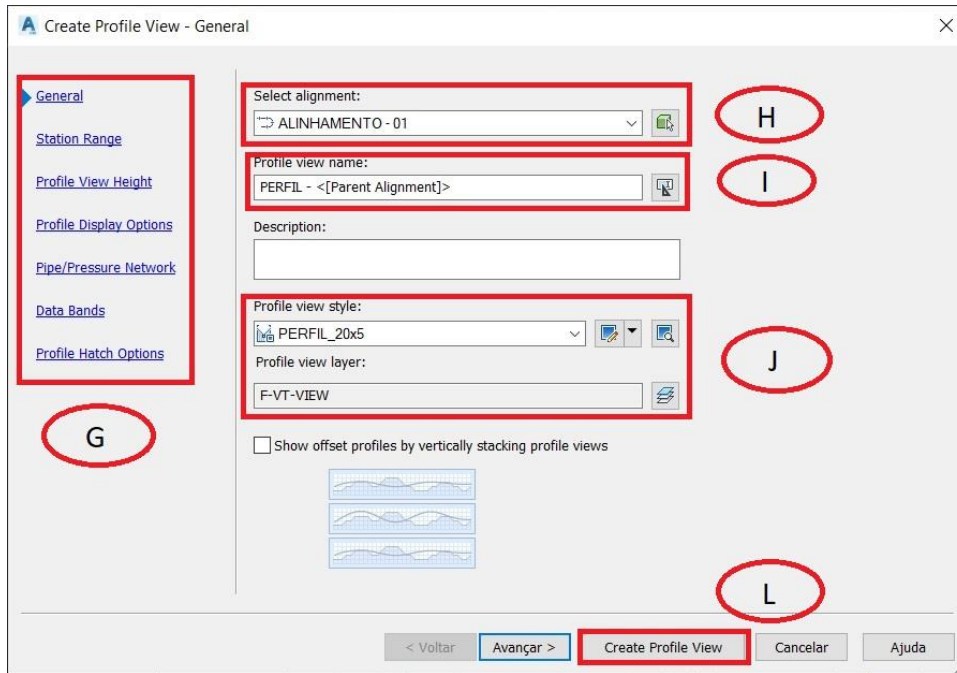 Create Profile View - General
General
Station Range
Profile View Height
Profile Display Options
Pipe/Pressure Network
Data Bands
Profile Hatch Options
G
Select alignment:
ALINHAMENTO - 01
H
Profile view name:
PERFIL - <[Parent Alignment]>
I
Description:
Profile view style:
PERFIL_20x5
Profile view layer:
F-VT-VIEW
J
Show offset profiles by vertically stacking profile views
L
< Voltar Avançar > Create Profile View Cancelar Ajuda